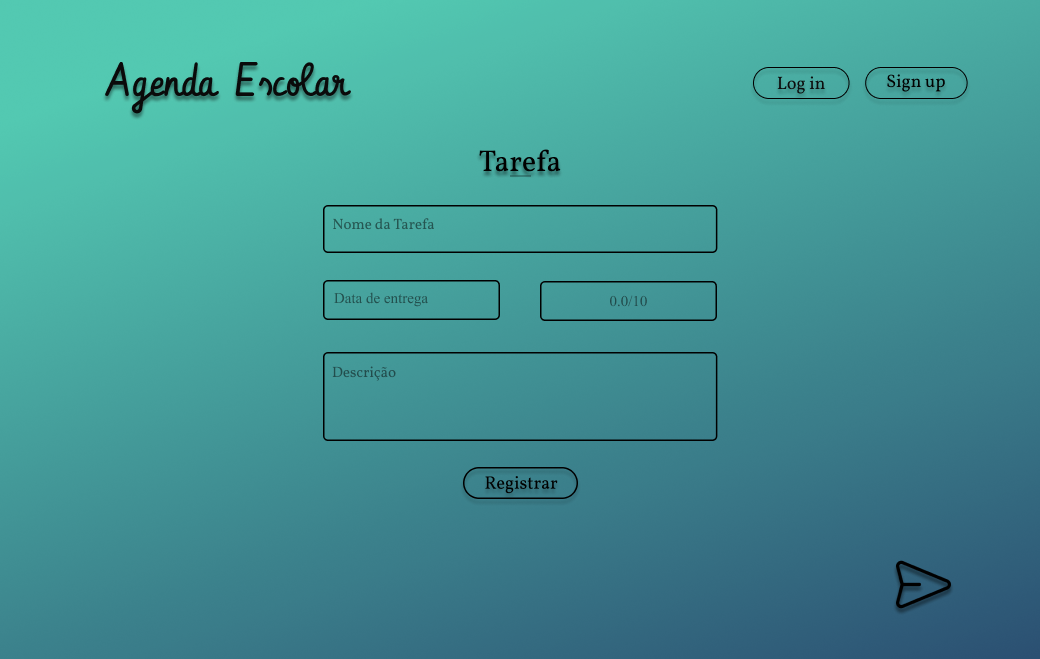 Agenda Escolar
Log in
Sign up
Tarefa
Nome da Tarefa
Data de entrega
0.0/10
Descrição
Registrar